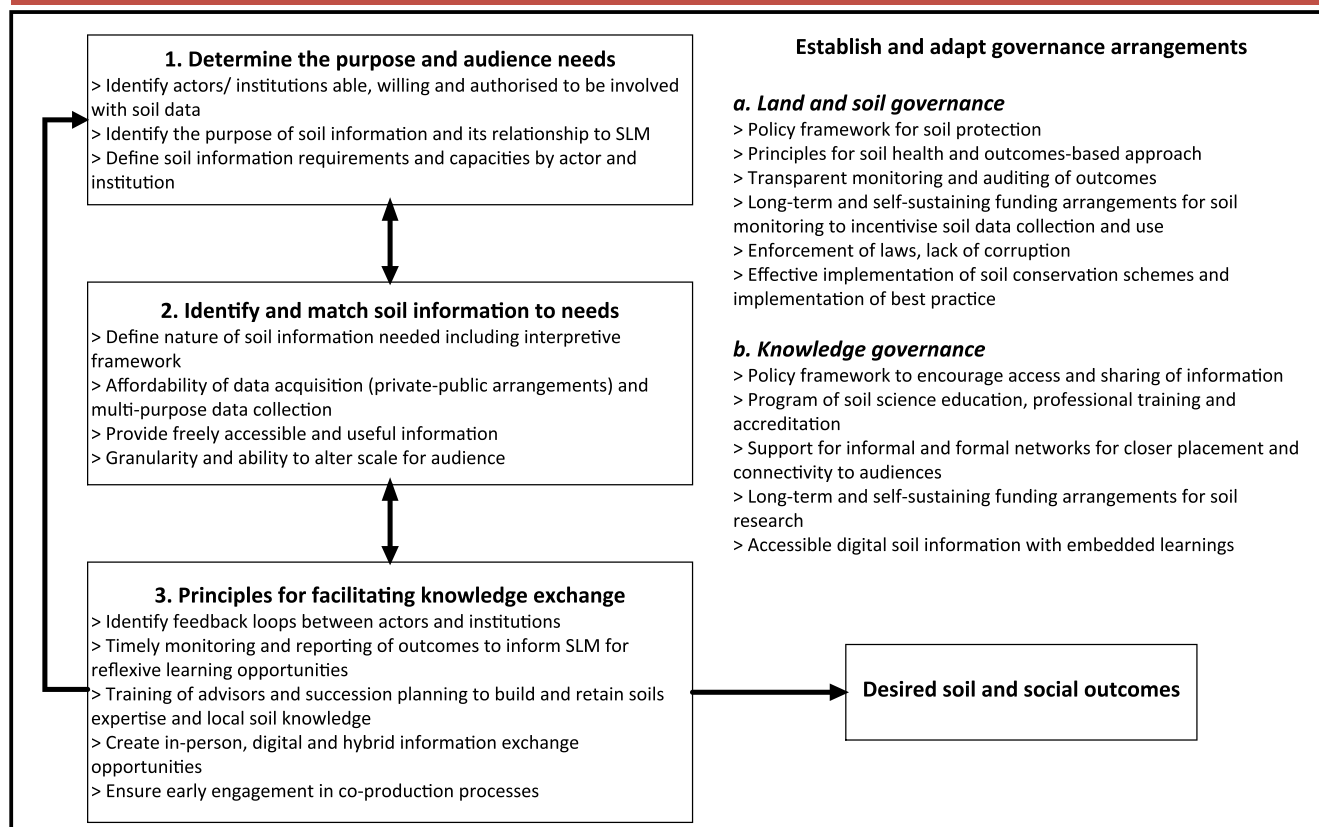 1. Determine the purpose and audience needs
> Identify actors/ institutions able, willing and authorised to be involved
with soil data
> Identify the purpose of soil information and its relationship to SLM
> Define soil information requirements and capacities by actor and
institution
2. Identify and match soil information to needs
> Define nature of soil information needed including interpretive
framework
> Affordability of data acquisition (private-public arrangements) and
multi-purpose data collection
> Provide freely accessible and useful information
> Granularity and ability to alter scale for audience
3. Principles for facilitating knowledge exchange
> Identify feedback loops between actors and institutions
> Timely monitoring and reporting of outcomes to inform SLM for
reflexive learning opportunities
> Training of advisors and succession planning to build and retain soils
expertise and local soil knowledge
> Create in-person, digital and hybrid information exchange
opportunities
> Ensure early engagement in co-production processes
Establish and adapt governance arrangements
a. Land and soil governance
> Policy framework for soil protection
> Principles for soil health and outcomes-based approach
> Transparent monitoring and auditing of outcomes
> Long-term and self-sustaining funding arrangements for soil
monitoring to incentivise soil data collection and use
> Enforcement of laws, lack of corruption
> Effective implementation of soil conservation schemes and
implementation of best practice
b. Knowledge governance
> Policy framework to encourage access and sharing of information
> Program of soil science education, professional training and
accreditation
> Support for informal and formal networks for closer placement and
connectivity to audiences
> Long-term and self-sustaining funding arrangements for soil
research
> Accessible digital soil information with embedded learnings
Desired soil and social outcomes